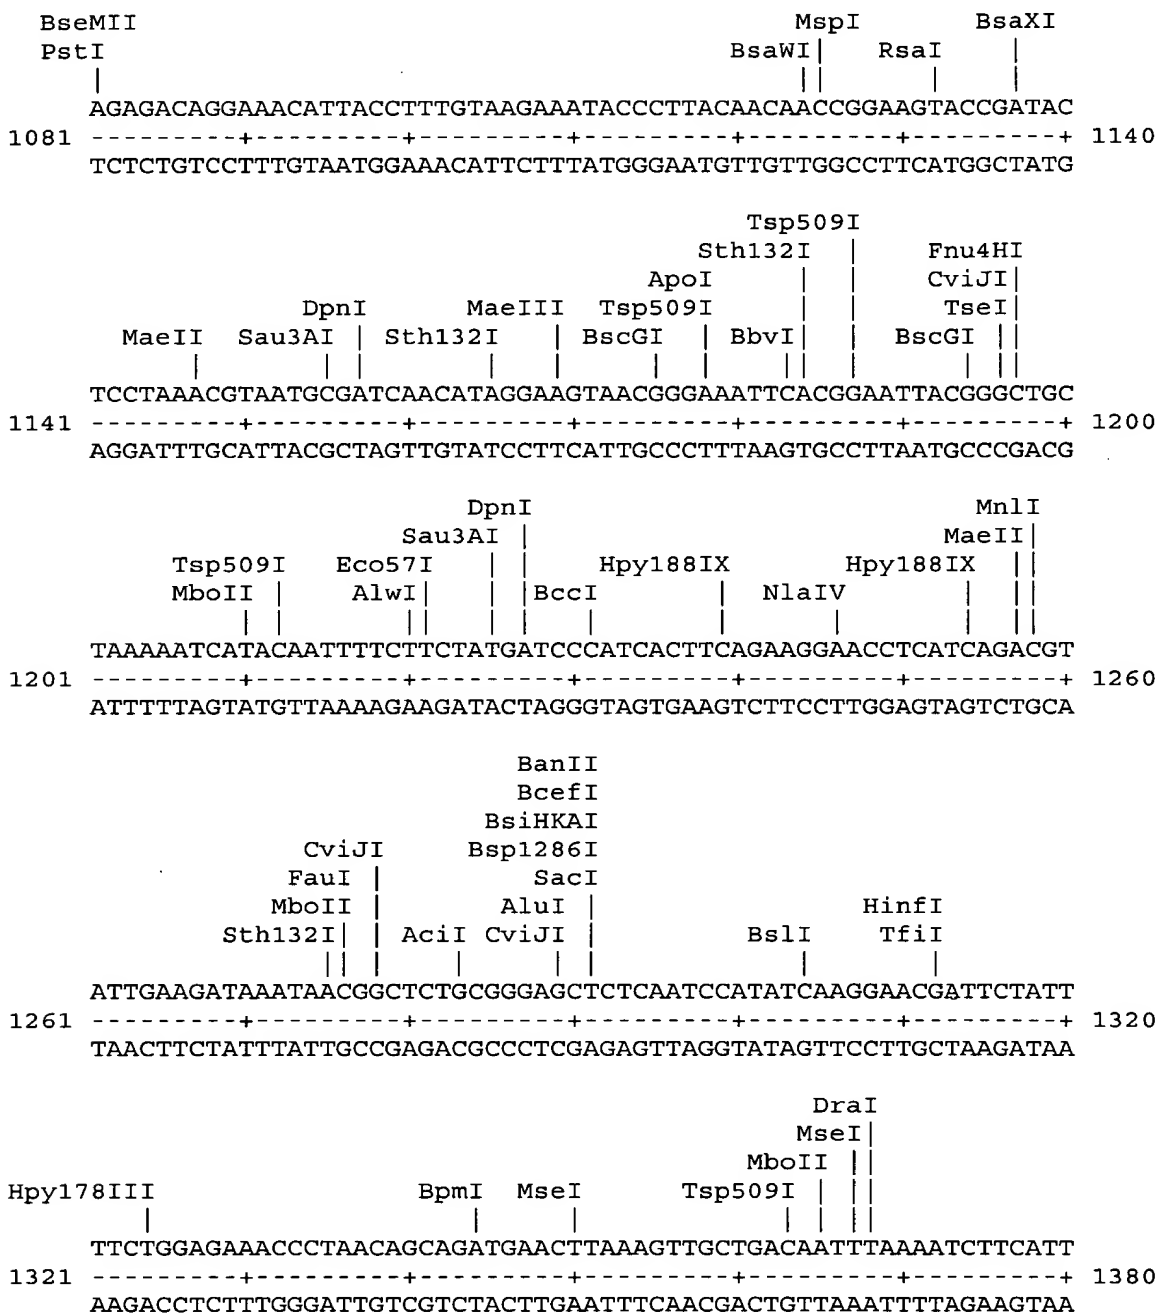 BseMII MspI BsaXI
PstI BsaWI| RsaI |
| || | |
AGAGACAGGAAACATTACCTTTGTAAGAAATACCCTTACAACAACCGGAAGTACCGATAC
1081 ---------+---------+---------+---------+---------+---------+ 1140
TCTCTGTCCTTTGTAATGGAAACATTCTTTATGGGAATGTTGTTGGCCTTCATGGCTATG
Tsp509I
Sth132I | Fnu4HI
ApoI | | CviJI|
DpnI MaeIII Tsp509I | | TseI||
MaeII Sau3AI | Sth132I | BscGI | BbvI| | BscGI ||
| | | | | | | || | | ||
TCCTAAACGTAATGCGATCAACATAGGAAGTAACGGGAAATTCACGGAATTACGGGCTGC
1141 ---------+---------+---------+---------+---------+---------+ 1200
AGGATTTGCATTACGCTAGTTGTATCCTTCATTGCCCTTTAAGTGCCTTAATGCCCGACG
DpnI MnlI
Sau3AI | MaeII|
Tsp509I Eco57I | | Hpy188IX Hpy188IX ||
MboII | AlwI| | |BccI | NlaIV | ||
| | || | | | | | | ||
TAAAAATCATACAATTTTCTTCTATGATCCCATCACTTCAGAAGGAACCTCATCAGACGT
1201 ---------+---------+---------+---------+---------+---------+ 1260
ATTTTTAGTATGTTAAAAGAAGATACTAGGGTAGTGAAGTCTTCCTTGGAGTAGTCTGCA
BanII
BcefI
BsiHKAI
CviJI Bsp1286I
FauI | SacI
MboII | AluI | HinfI
Sth132I| | AciI CviJI | BslI TfiI
|| | | | | | |
ATTGAAGATAAATAACGGCTCTGCGGGAGCTCTCAATCCATATCAAGGAACGATTCTATT
1261 ---------+---------+---------+---------+---------+---------+ 1320
TAACTTCTATTTATTGCCGAGACGCCCTCGAGAGTTAGGTATAGTTCCTTGCTAAGATAA
DraI
MseI|
MboII ||
Hpy178III BpmI MseI Tsp509I | ||
| | | | | ||
TTCTGGAGAAACCCTAACAGCAGATGAACTTAAAGTTGCTGACAATTTAAAATCTTCATT
1321 ---------+---------+---------+---------+---------+---------+ 1380
AAGACCTCTTTGGGATTGTCGTCTACTTGAATTTCAACGACTGTTAAATTTTAGAAGTAA